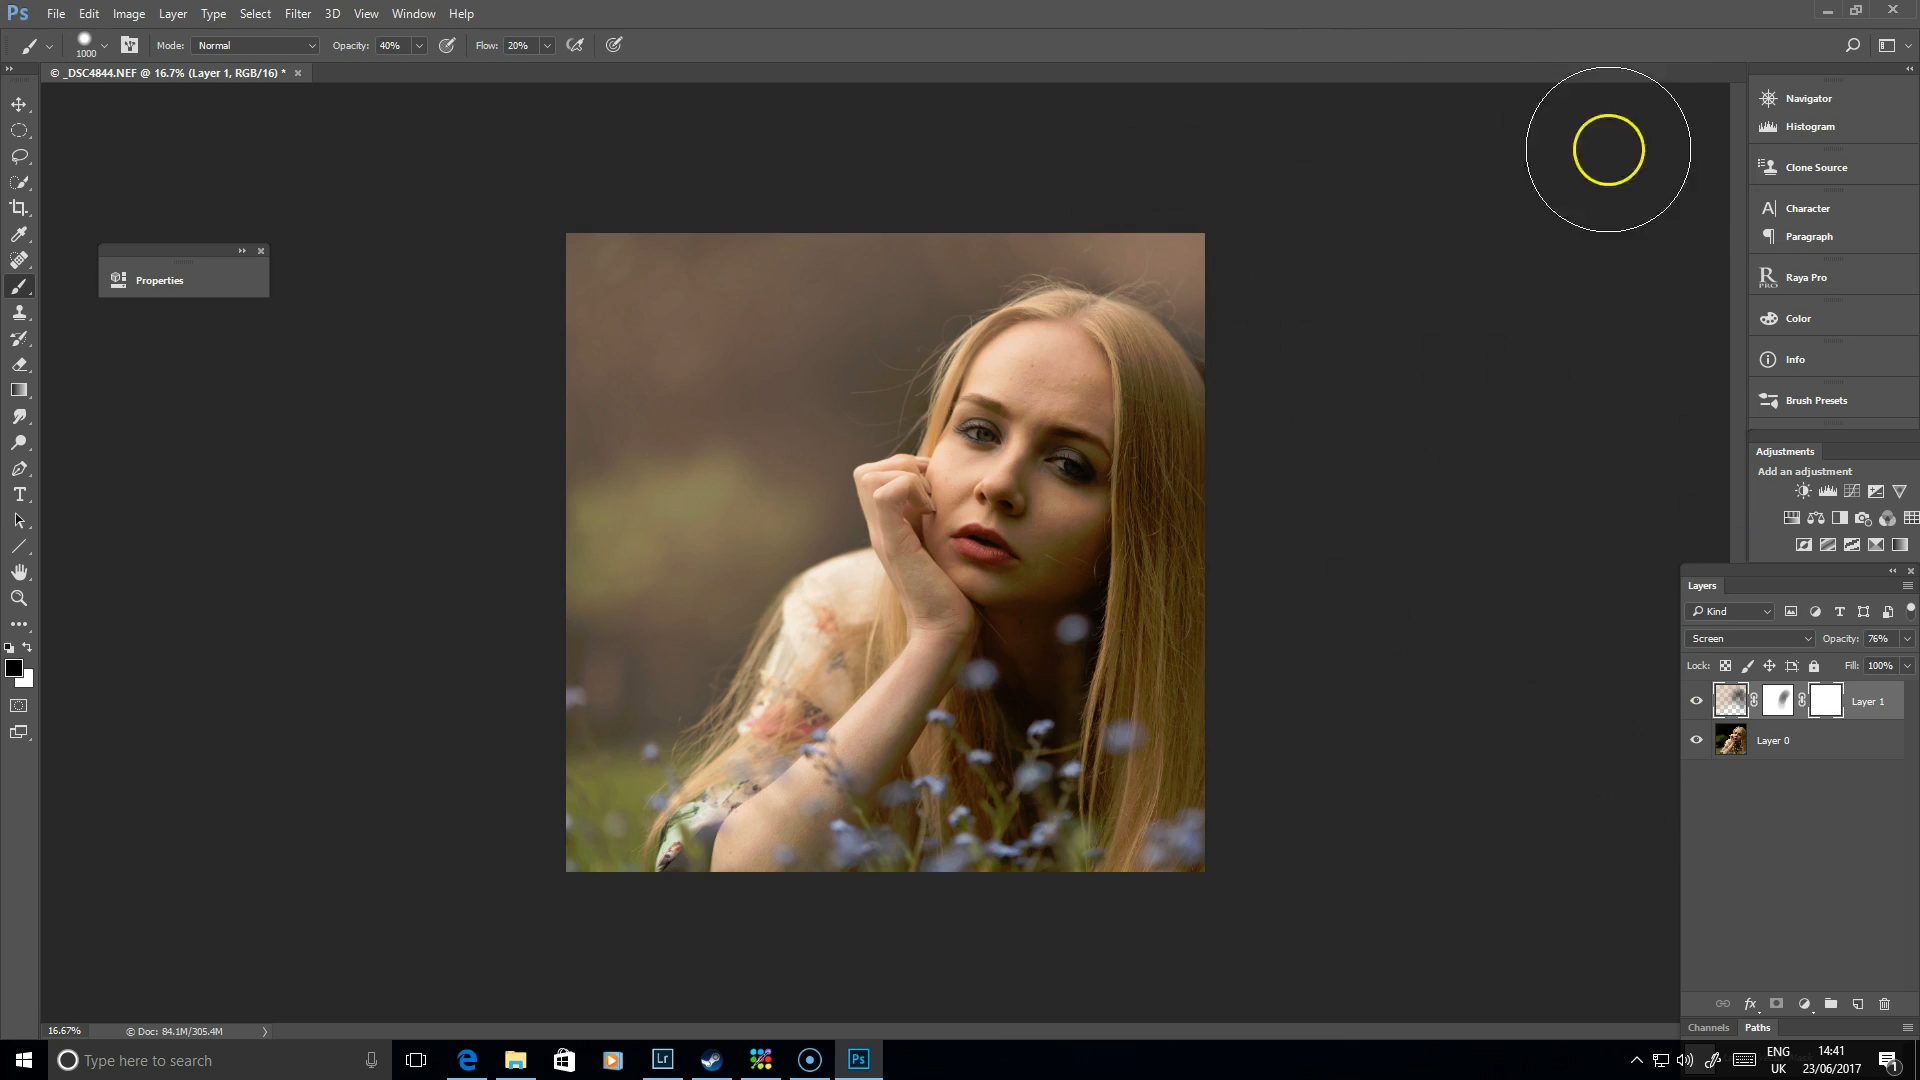 Ps File Edit Image Layer Type Select Filter 3D View Window Help
1000 Mode: Normal Opacity: 40% Flow: 20%
© _DSC4844.NEF @ 16.7% (Layer 1, RGB/16) *
Navigator
Histogram
Clone Source
Character
Paragraph
Raya Pro
Color
Info
Brush Presets
Properties
Adjustments
Add an adjustment
Layers
Kind
Screen Opacity: 76%
Lock: Fill: 100%
Layer 1
Layer 0
Channels Paths
16.67% © Doc: 84.1M/305.4M
Type here to search
Lr
Ps
ENG
UK
14:41
23/06/2017
1